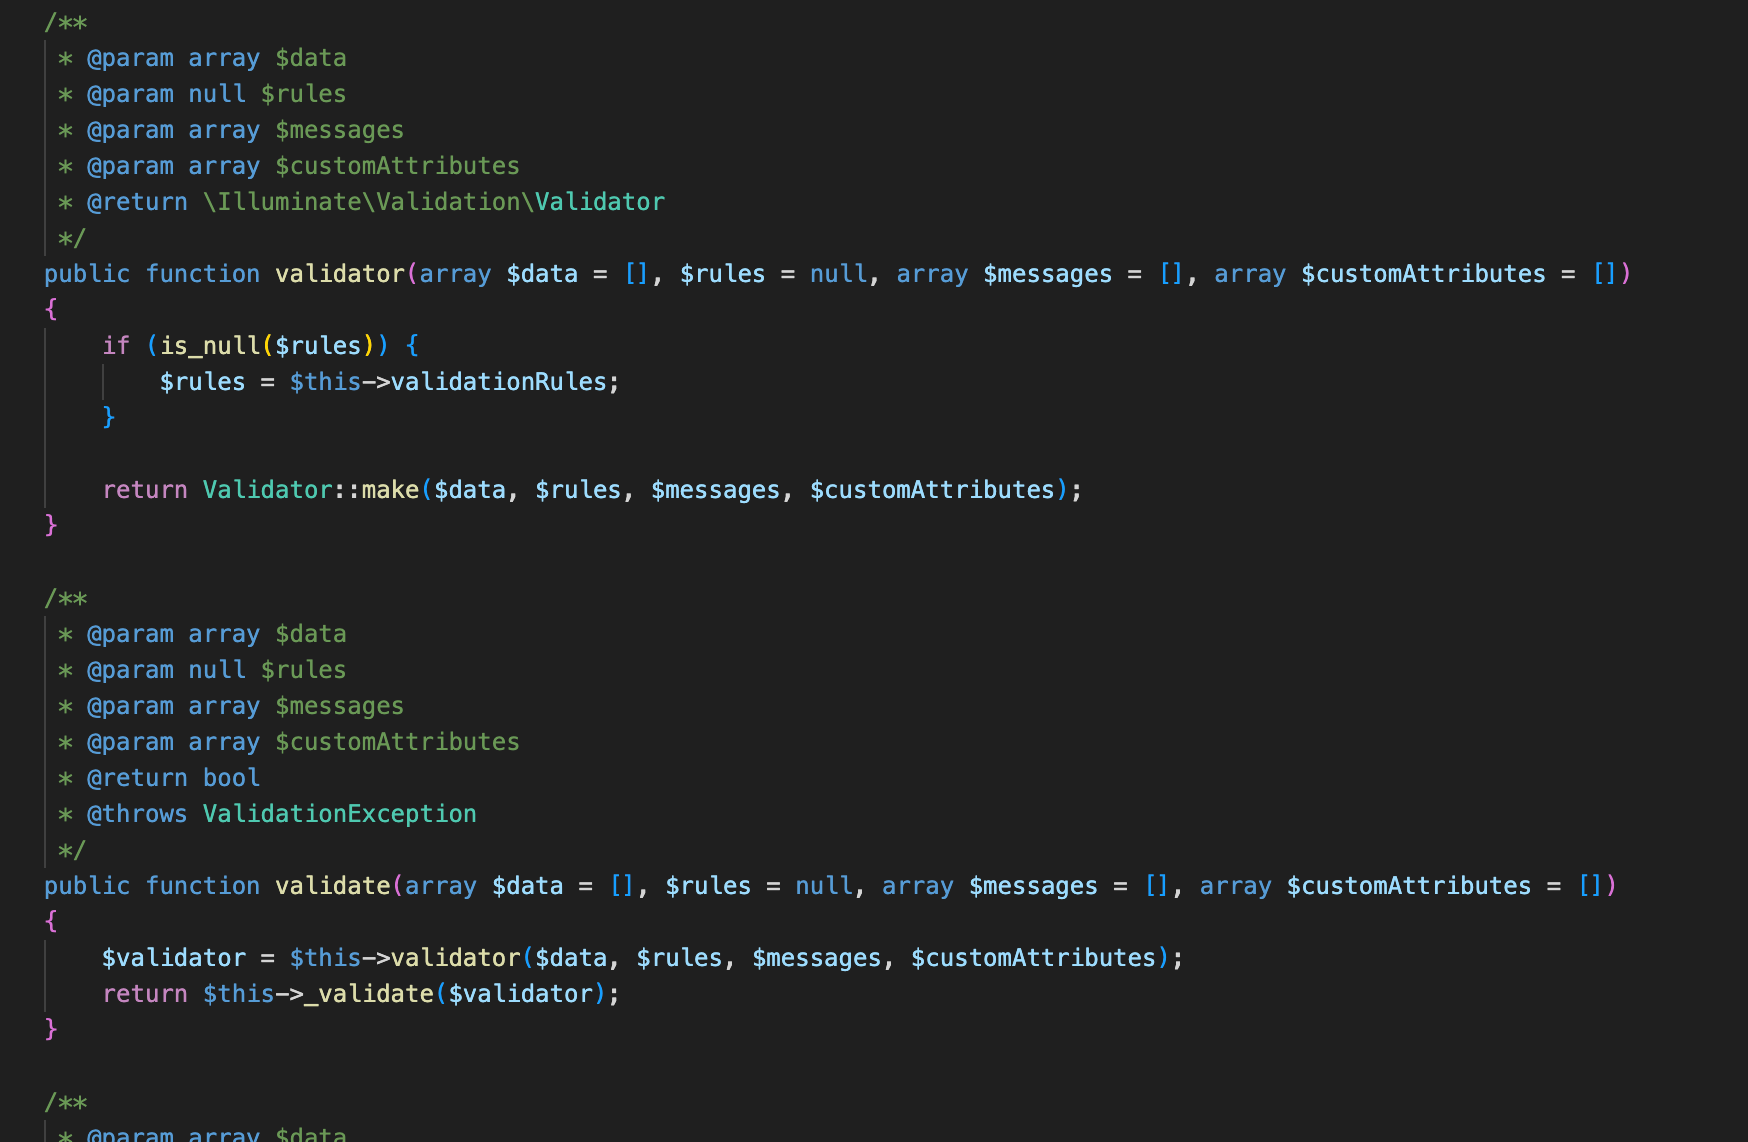 /**
 * @param array $data
 * @param null $rules
 * @param array $messages
 * @param array $customAttributes
 * @return \Illuminate\Validation\Validator
 */
public function validator(array $data = [], $rules = null, array $messages = [], array $customAttributes = [])
{
    if (is_null($rules)) {
        $rules = $this->validationRules;
    }

    return Validator::make($data, $rules, $messages, $customAttributes);
}

/**
 * @param array $data
 * @param null $rules
 * @param array $messages
 * @param array $customAttributes
 * @return bool
 * @throws ValidationException
 */
public function validate(array $data = [], $rules = null, array $messages = [], array $customAttributes = [])
{
    $validator = $this->validator($data, $rules, $messages, $customAttributes);
    return $this->_validate($validator);
}

/**
 * @param array $data